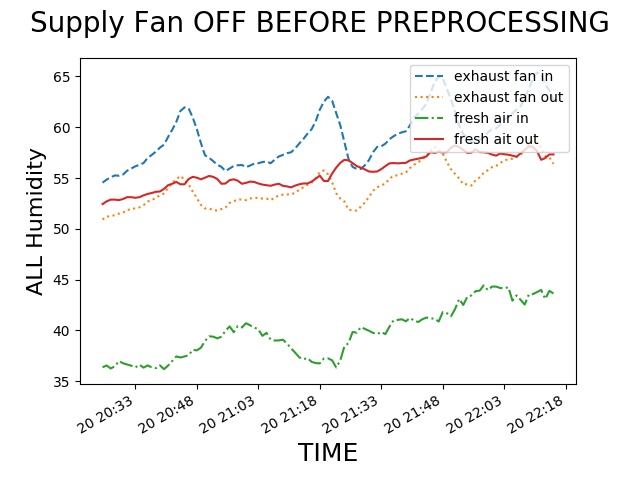 Supply Fan OFF BEFORE PREPROCESSING
65
60
55
50
45
40
35
ALL Humidity
exhaust fan in
exhaust fan out
fresh air in
fresh ait out
20 20:33
20 20:48
20 21:03
20 21:18
20 21:33
20 21:48
20 22:03
20 22:18
TIME